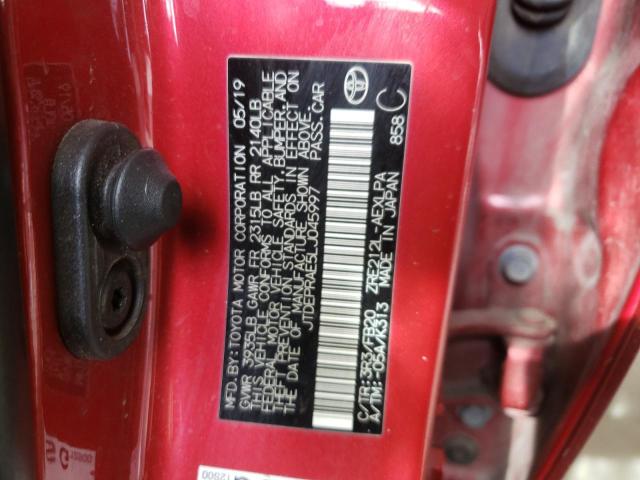 MFD.BY:TOYOTA MOTOR CORPORATION 05/19
GVWR 3935LB GAWR FR 2315LB RR 2140LB
THIS VEHICLE CONFORMS TO ALL APPLICABLE
FEDERAL MOTOR VEHICLE SAFETY, BUMPER, AND
THEFT PREVENTION STANDARDS IN EFFECT ON
THE DATE OF MANUFACTURE SHOWN ABOVE.
JTDEPRAE5LJ045997 PASS.CAR
C/TR:3R3/FB20 ZRE212L-AEXLPA
A/TM:-05A/K313 MADE IN JAPAN 858 C
12S00